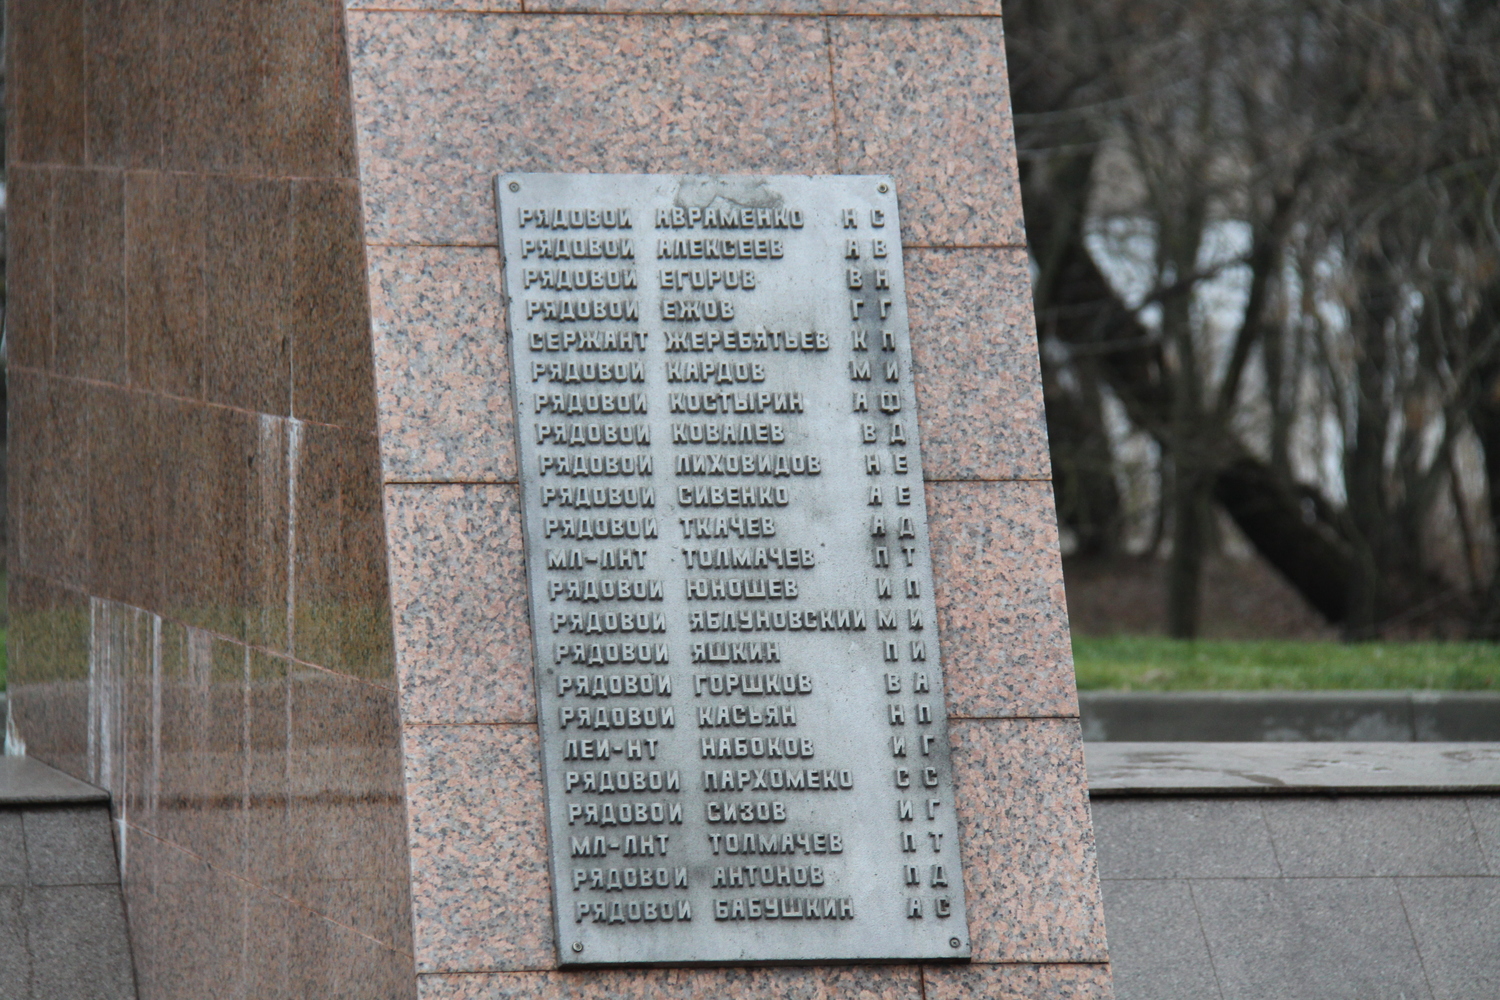 РЯДОВОЙ АВРАМЕНКО Н С
РЯДОВОЙ АЛЕКСЕЕВ А В
РЯДОВОЙ ЕГОРОВ В Н
РЯДОВОЙ ЕЖОВ Г Г
СЕРЖАНТ ЖЕРЕБЯТЬЕВ К П
РЯДОВОЙ КАРДОВ М И
РЯДОВОЙ КОСТЫРИН А Ф
РЯДОВОЙ КОВАЛЕВ В Д
РЯДОВОЙ ЛИХОВИДОВ Н Е
РЯДОВОЙ СИВЕНКО А Е
РЯДОВОЙ ТКАЧЕВ А Д
МЛ-ЛНТ ТОЛМАЧЕВ П Т
РЯДОВОЙ ЮНОШЕВ И П
РЯДОВОЙ ЯБЛУНОВСКИИ М И
РЯДОВОЙ ЯШКИН П И
РЯДОВОЙ ГОРШКОВ В А
РЯДОВОЙ КАСЬЯН Н П
ЛЕИ-НТ НАБОКОВ И Г
РЯДОВОЙ ПАРХОМЕКО С С
РЯДОВОЙ СИЗОВ И Г
МЛ-ЛНТ ТОЛМАЧЕВ П Т
РЯДОВОЙ АНТОНОВ П Д
РЯДОВОЙ БАБУШКИН А С